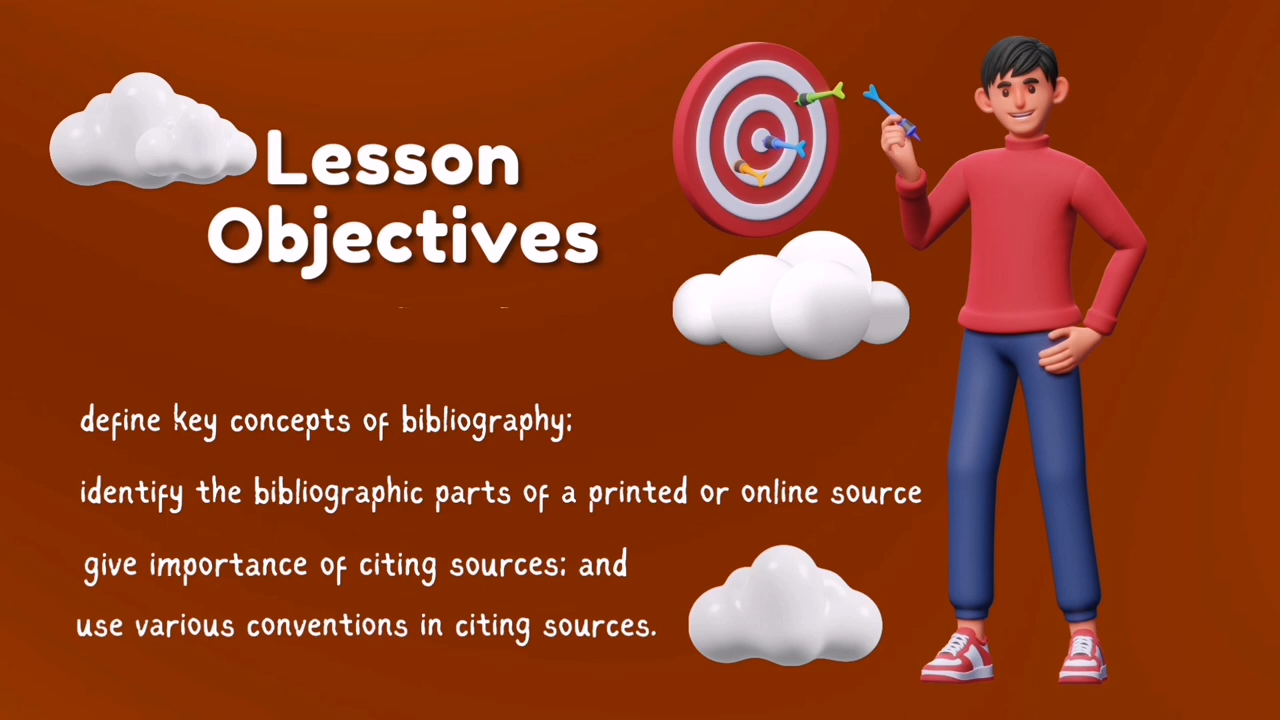 Lesson
Objectives
define key concepts of bibliography;
identify the bibliographic parts of a printed or online source
give importance of citing sources; and
use various conventions in citing sources.